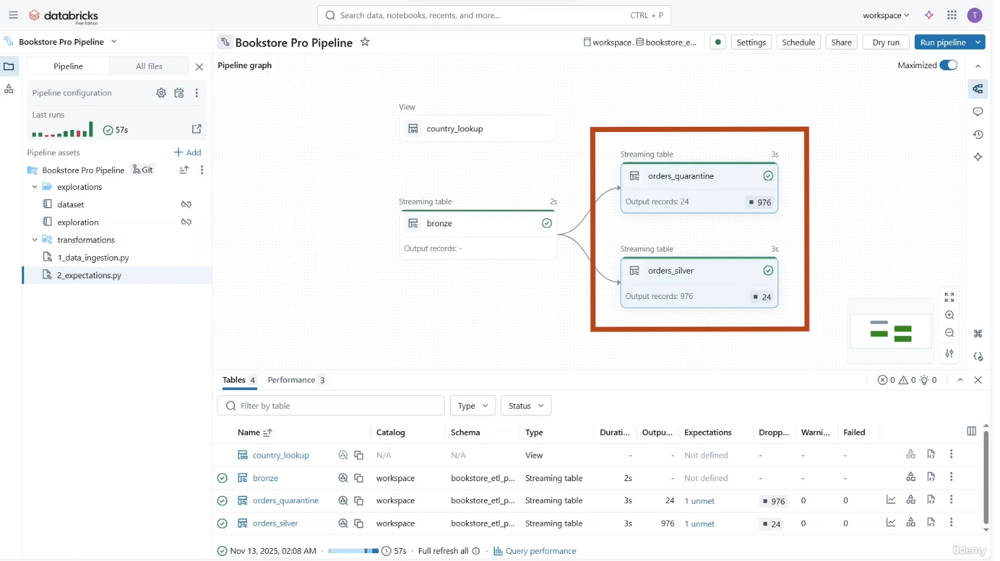 databricks
Free Edition
Search data, notebooks, recents, and more...
CTRL + P
workspace
T
Bookstore Pro Pipeline
Bookstore Pro Pipeline
workspace.
bookstore_e...
Settings
Schedule
Share
Dry run
Run pipeline
Pipeline
All files
Pipeline graph
Maximized
Pipeline configuration
Last runs
57s
Pipeline assets
Add
Bookstore Pro Pipeline
Git
explorations
dataset
exploration
transformations
1_data_ingestion.py
2_expectations.py
View
country_lookup
Streaming table 2s
bronze
Output records: -
Streaming table 3s
orders_quarantine
Output records: 24 976
Streaming table 3s
orders_silver
Output records: 976 24
Tables 4 Performance 3
0 0 0
Filter by table
Type
Status
Name Catalog Schema Type Durati... Outpu... Expectations Dropp... Warni... Failed
country_lookup N/A N/A View - - Not defined - - -
bronze workspace bookstore_etl_p... Streaming table 2s - Not defined - - -
orders_quarantine workspace bookstore_etl_p... Streaming table 3s 24 1 unmet 976 0 0
orders_silver workspace bookstore_etl_p... Streaming table 3s 976 1 unmet 24 0 0
Nov 13, 2025, 02:08 AM · 57s · Full refresh all · Query performance
ûdemy